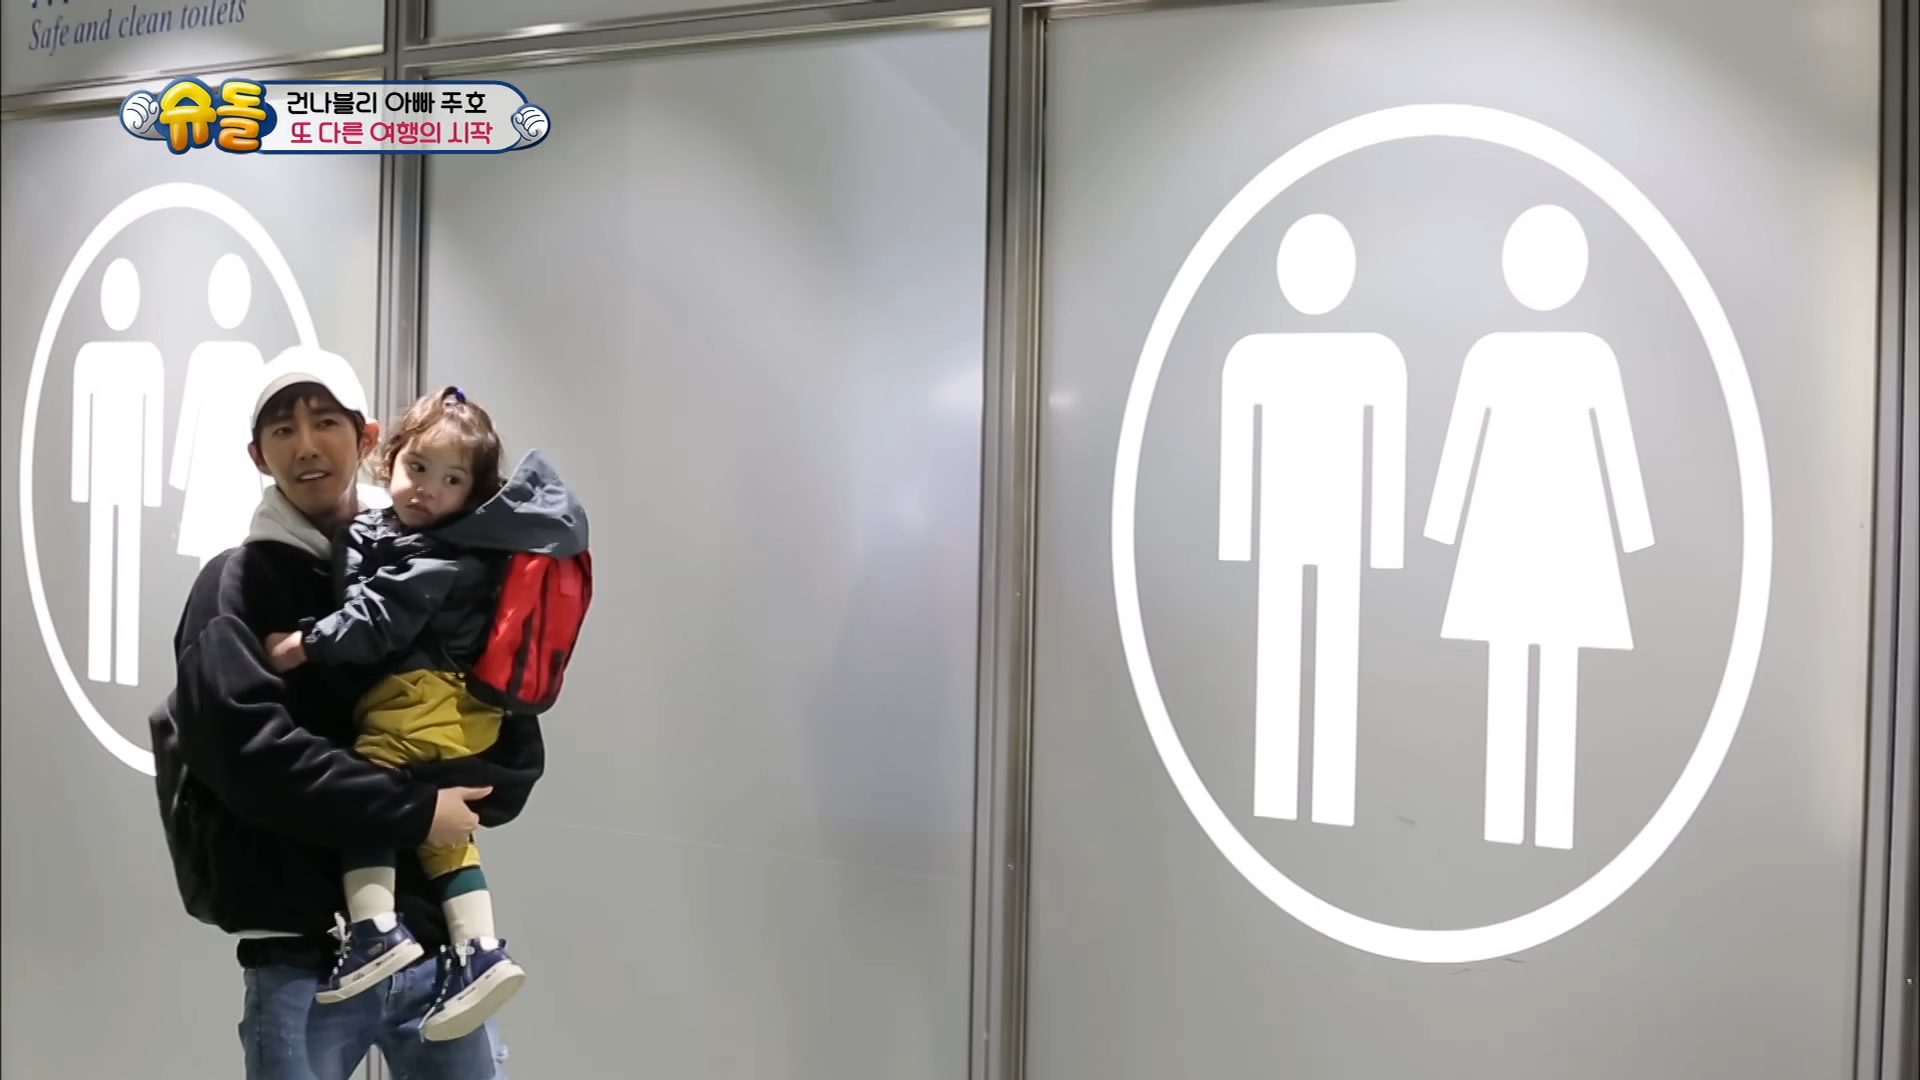 Safe and clean toilets
슈돌
건나블리 아빠 주호
또 다른 여행의 시작